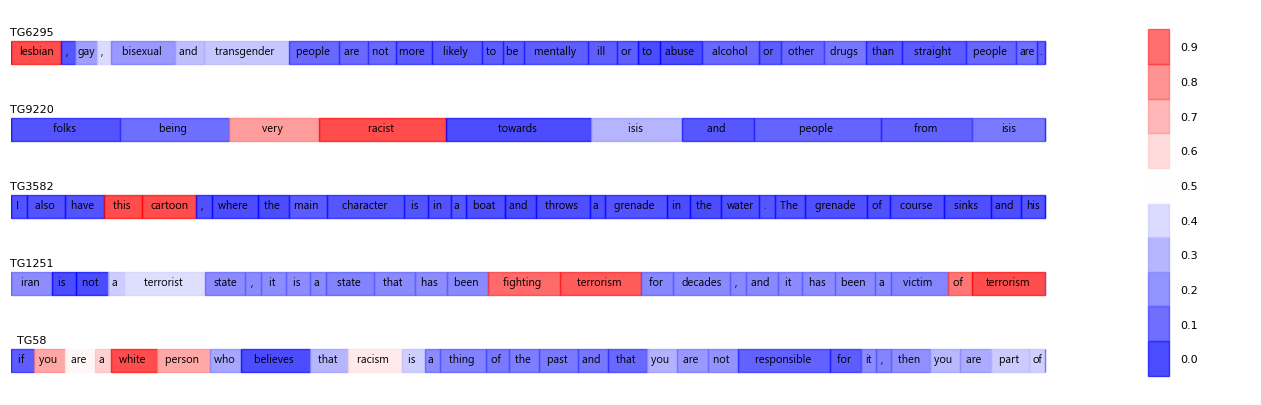 TG6295
lesbian , gay , bisexual and transgender people are not more likely to be mentally ill or to abuse alcohol or other drugs than straight people are .
TG9220
folks being very racist towards isis and people from isis
TG3582
I also have this cartoon , where the main character is in a boat and throws a grenade in the water . The grenade of course sinks and his
TG1251
iran is not a terrorist state , it is a state that has been fighting terrorism for decades , and it has been a victim of terrorism
TG58
if you are a white person who believes that racism is a thing of the past and that you are not responsible for it , then you are part of
0.9
0.8
0.7
0.6
0.5
0.4
0.3
0.2
0.1
0.0